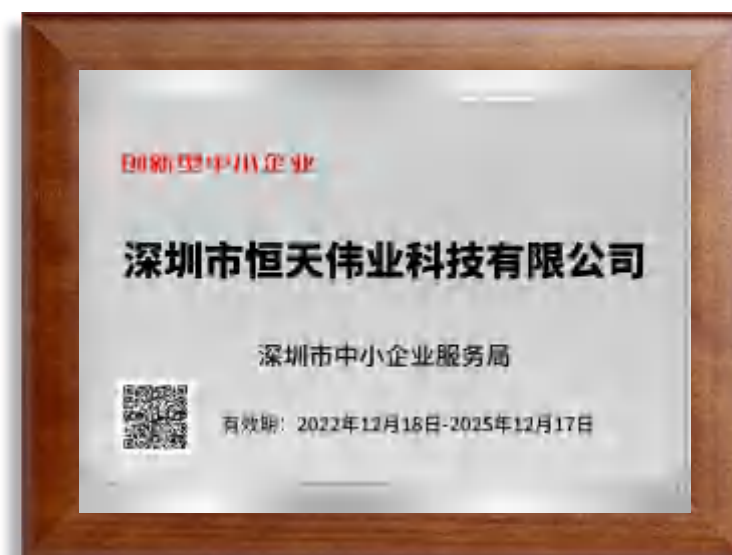 创新型中小企业
深圳市恒天伟业科技有限公司
深圳市中小企业服务局
有效期：2022年12月18日-2025年12月17日